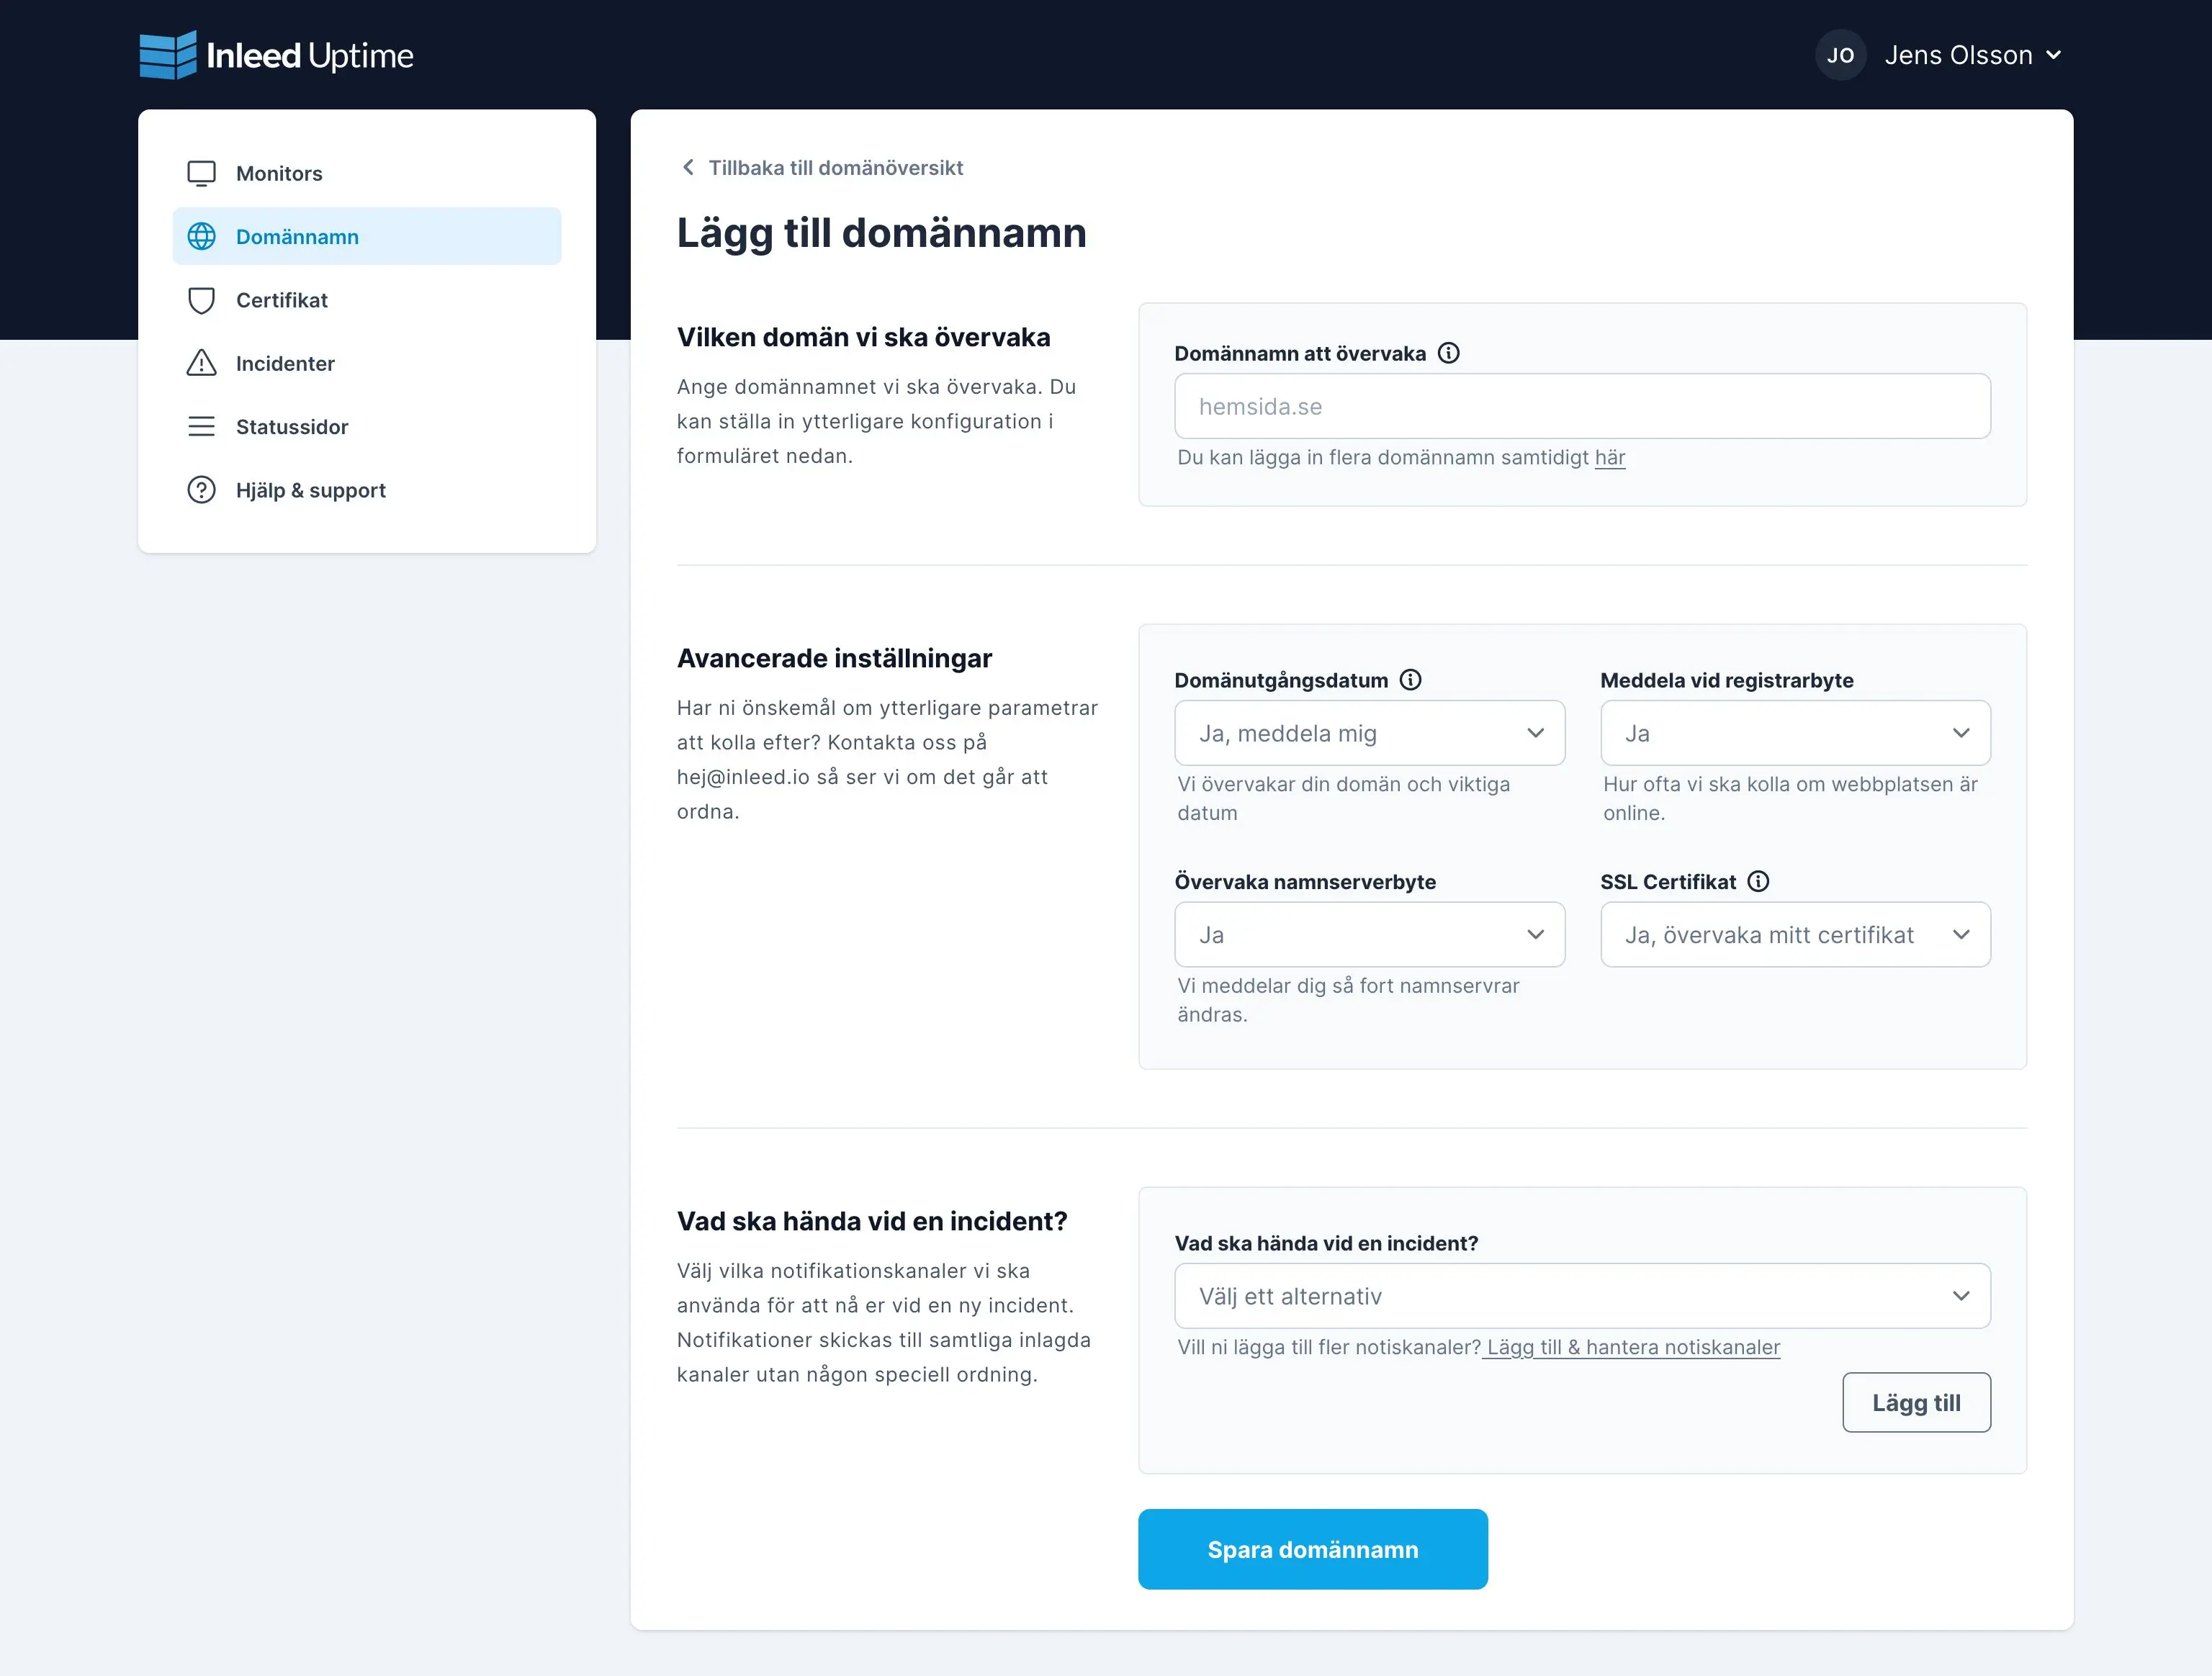 Inleed Uptime
JO Jens Olsson
Monitors
Domännamn
Certifikat
Incidenter
Statussidor
Hjälp & support
Tillbaka till domänöversikt
Lägg till domännamn
Vilken domän vi ska övervaka
Ange domännamnet vi ska övervaka. Du
kan ställa in ytterligare konfiguration i
formuläret nedan.
Domännamn att övervaka
hemsida.se
Du kan lägga in flera domännamn samtidigt här
Avancerade inställningar
Har ni önskemål om ytterligare parametrar
att kolla efter? Kontakta oss på
hej@inleed.io så ser vi om det går att
ordna.
Domänutgångsdatum
Ja, meddela mig
Vi övervakar din domän och viktiga
datum
Meddela vid registrarbyte
Ja
Hur ofta vi ska kolla om webbplatsen är
online.
Övervaka namnserverbyte
Ja
Vi meddelar dig så fort namnservrar
ändras.
SSL Certifikat
Ja, övervaka mitt certifikat
Vad ska hända vid en incident?
Välj vilka notifikationskanaler vi ska
använda för att nå er vid en ny incident.
Notifikationer skickas till samtliga inlagda
kanaler utan någon speciell ordning.
Vad ska hända vid en incident?
Välj ett alternativ
Vill ni lägga till fler notiskanaler? Lägg till & hantera notiskanaler
Lägg till
Spara domännamn